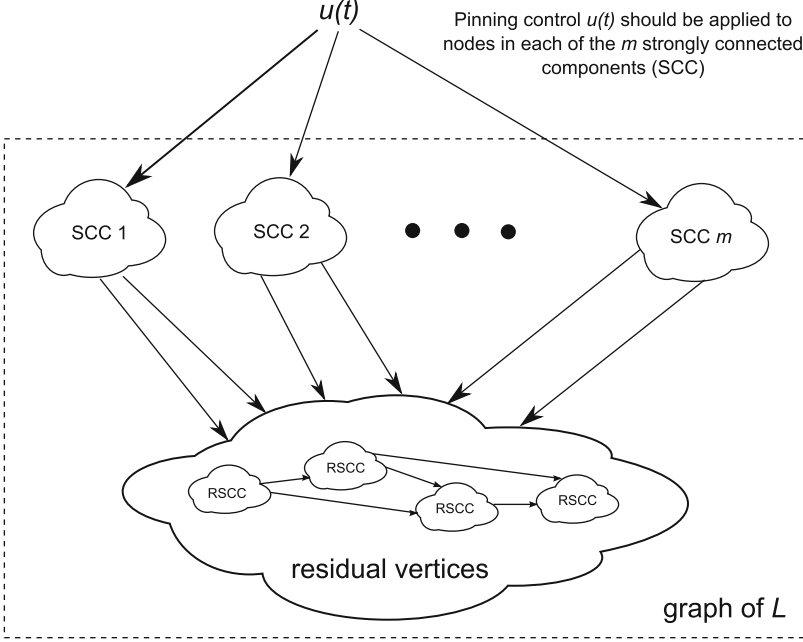 u(t)
Pinning control u(t) should be applied to
nodes in each of the m strongly connected
components (SCC)
SCC 1
SCC 2
SCC m
RSCC
RSCC
RSCC
RSCC
residual vertices
graph of L